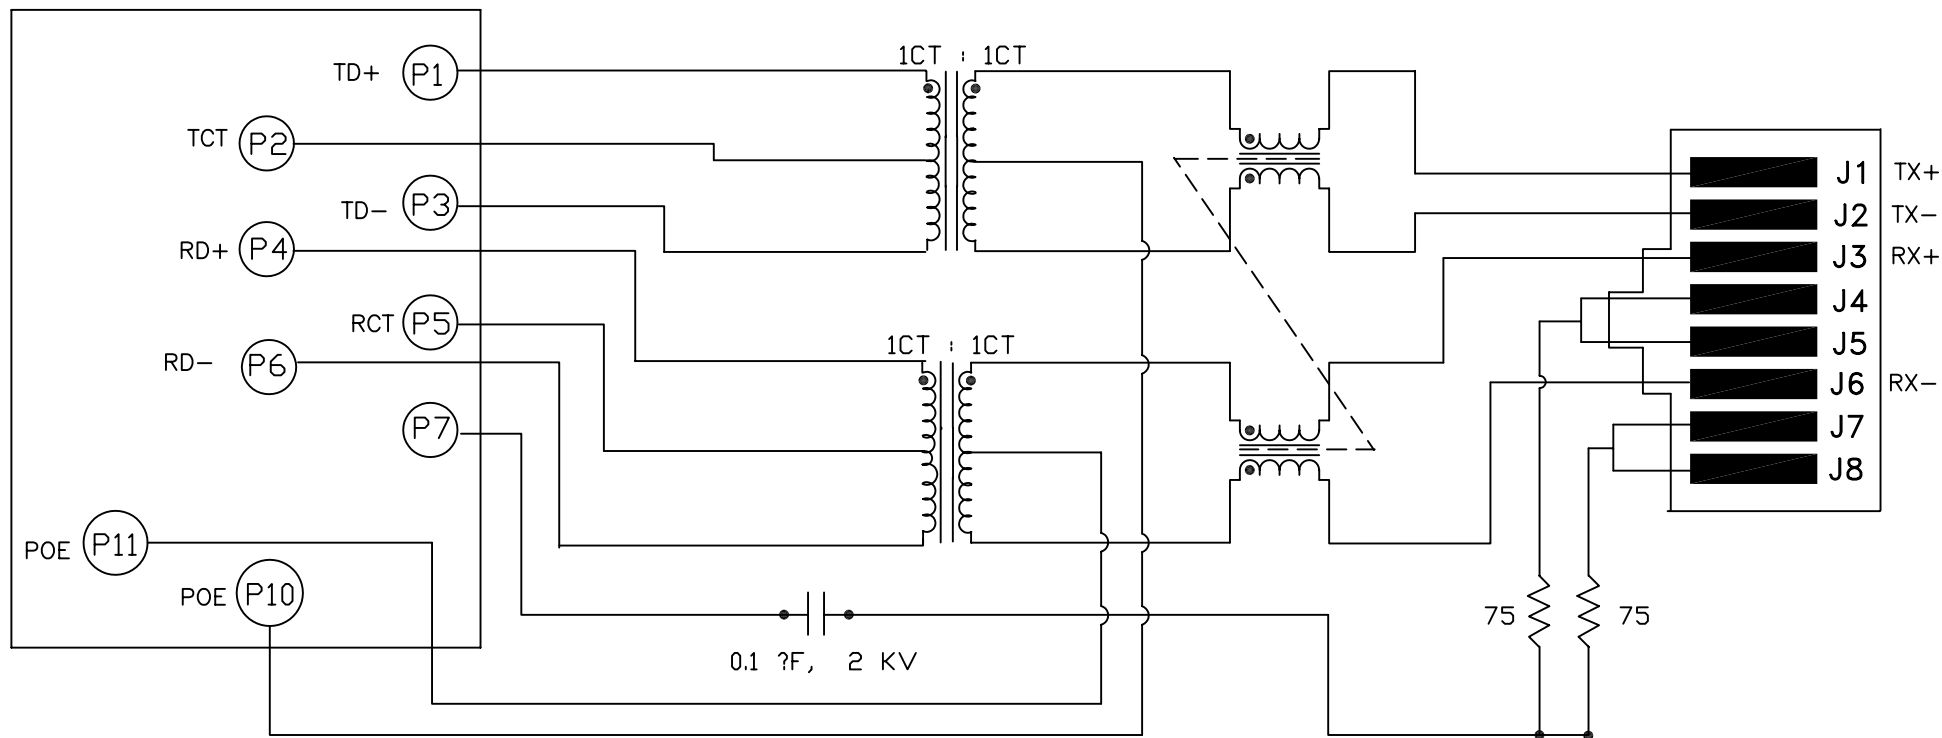 1CT : 1CT
TD+ P1
TCT P2
TD- P3
RD+ P4
RCT P5
RD- P6
P7
POE P11
POE P10
1CT : 1CT
0.1 ?F, 2 KV
75 75
J1 TX+
J2 TX-
J3 RX+
J4
J5
J6 RX-
J7
J8